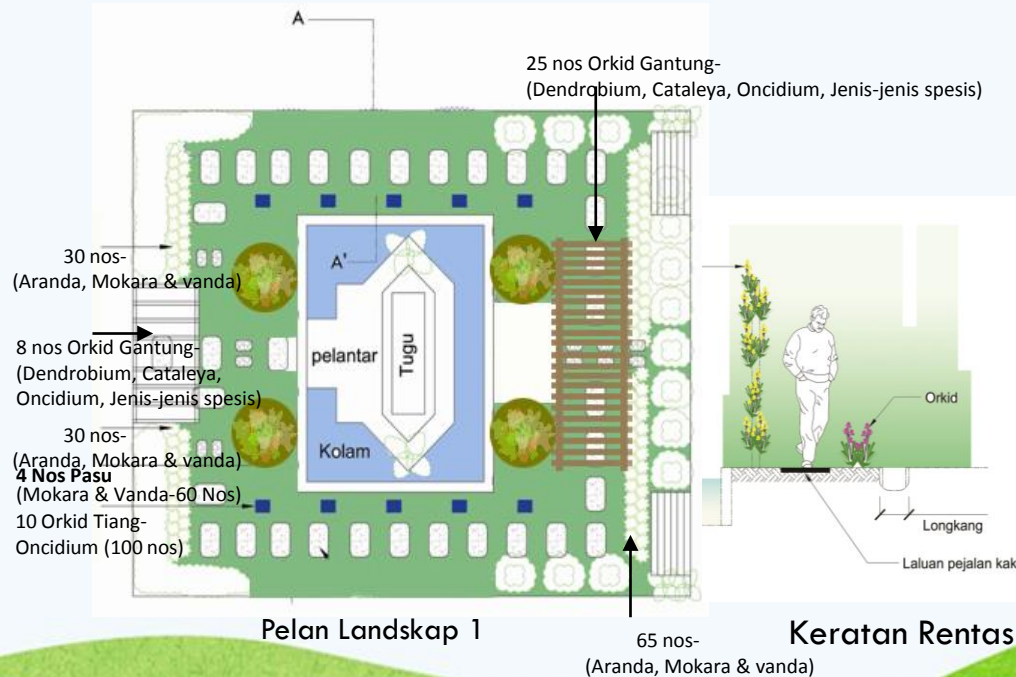 A
25 nos Orkid Gantung-
(Dendrobium, Cataleya, Oncidium, Jenis-jenis spesis)
30 nos-
(Aranda, Mokara & vanda)
8 nos Orkid Gantung-
(Dendrobium, Cataleya,
Oncidium, Jenis-jenis spesis)
30 nos-
(Aranda, Mokara & vanda)
4 Nos Pasu
(Mokara & Vanda-60 Nos)
10 Orkid Tiang-
Oncidium (100 nos)
A'
pelantar
Tugu
Kolam
Orkid
Longkang
Laluan pejalan kak
Pelan Landskap 1
65 nos-
(Aranda, Mokara & vanda)
Keratan Rentas